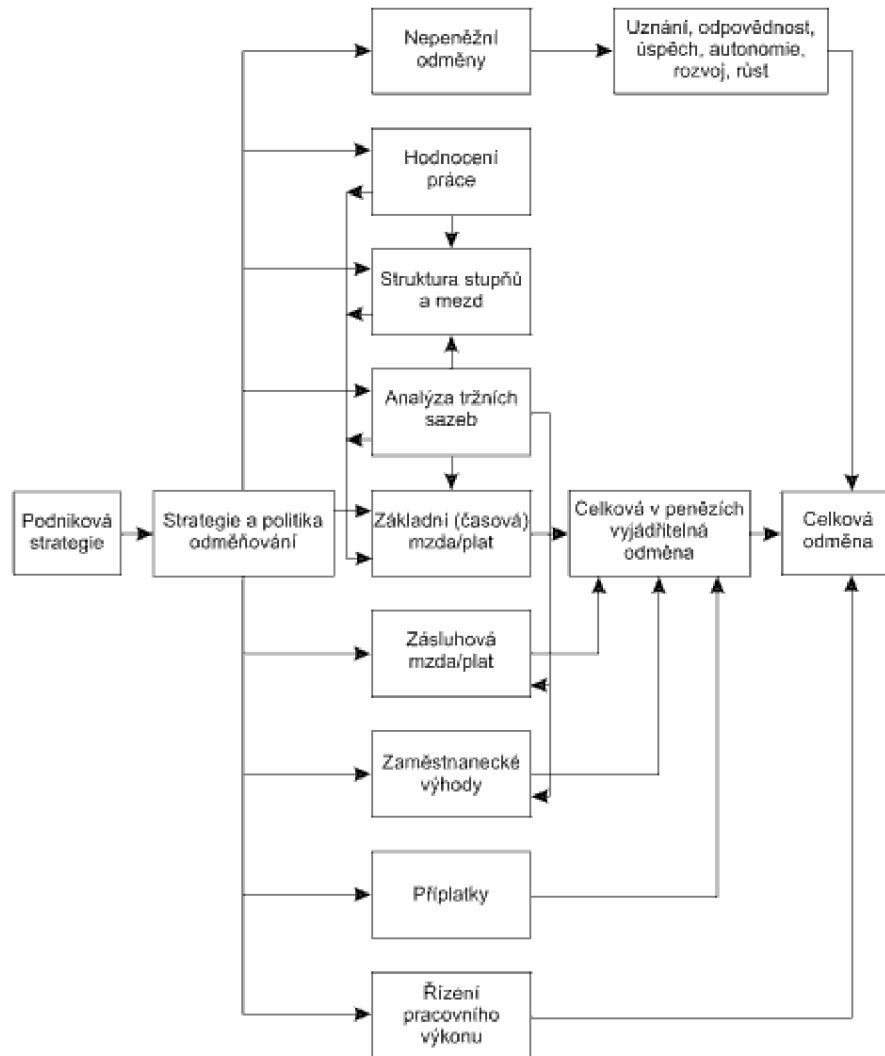 Nepeněžní
odměny
Uznání, odpovědnost,
úspěch, autonomie,
rozvoj, růst
Hodnocení
práce
Struktura stupňů
a mezd
Analýza tržních
sazeb
Podniková
strategie
Strategie a politika
odměňování
Základní (časová)
mzda/plat
Celková v penězích
vyjádřitelná
odměna
Celková
odměna
Zásluhová
mzda/plat
Zaměstnanecké
výhody
Příplatky
Řízení
pracovního
výkonu